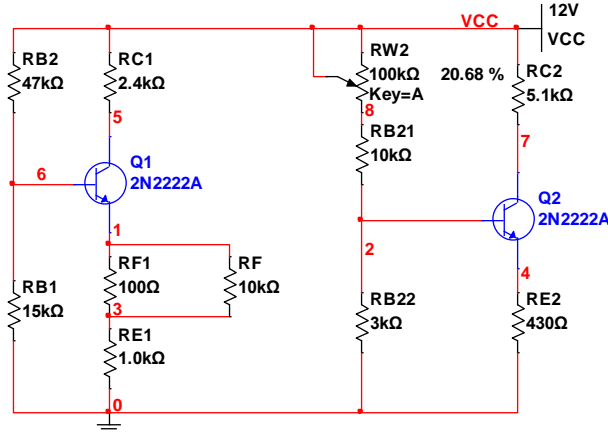 12V
VCC
VCC
RB2
47kΩ
RC1
2.4kΩ
RW2
100kΩ
Key=A
20.68 %
RC2
5.1kΩ
5
8
RB21
10kΩ
7
6
Q1
2N2222A
Q2
2N2222A
1
2
4
RF1
100Ω
RF
10kΩ
RB1
15kΩ
3
RE1
1.0kΩ
RB22
3kΩ
RE2
430Ω
0